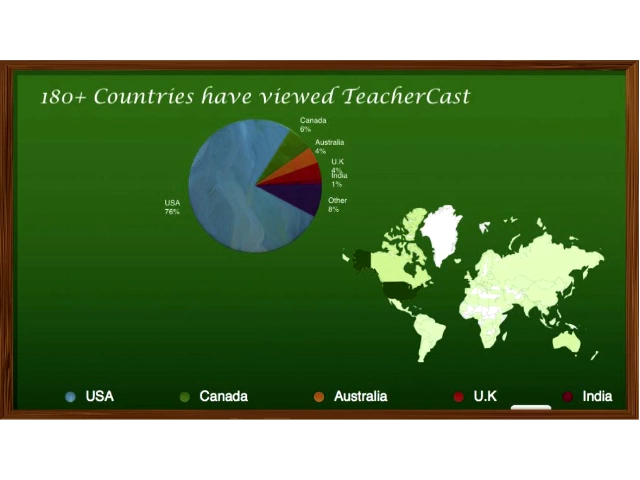 180+ Countries have viewed TeacherCast
Canada
6%
Australia
4%
U.K
4%
India
1%
Other
8%
USA
76%
USA
Canada
Australia
U.K
India